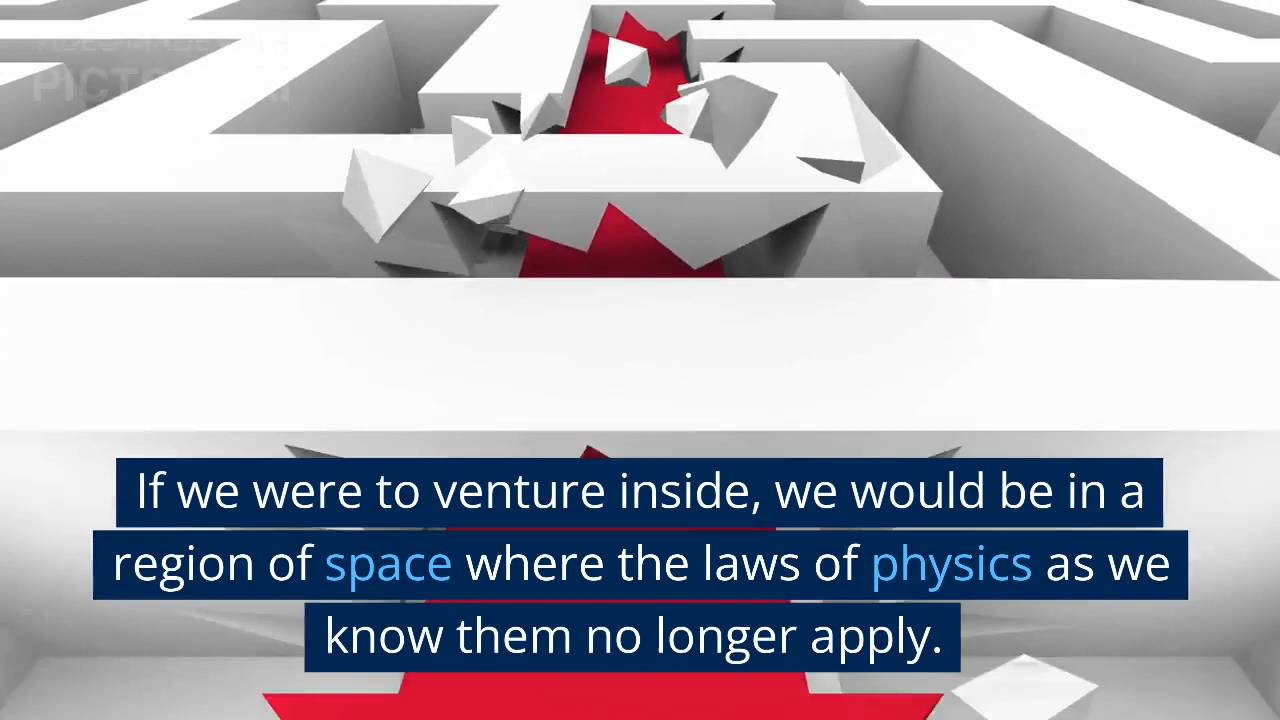 If we were to venture inside, we would be in a
region of space where the laws of physics as we
know them no longer apply.